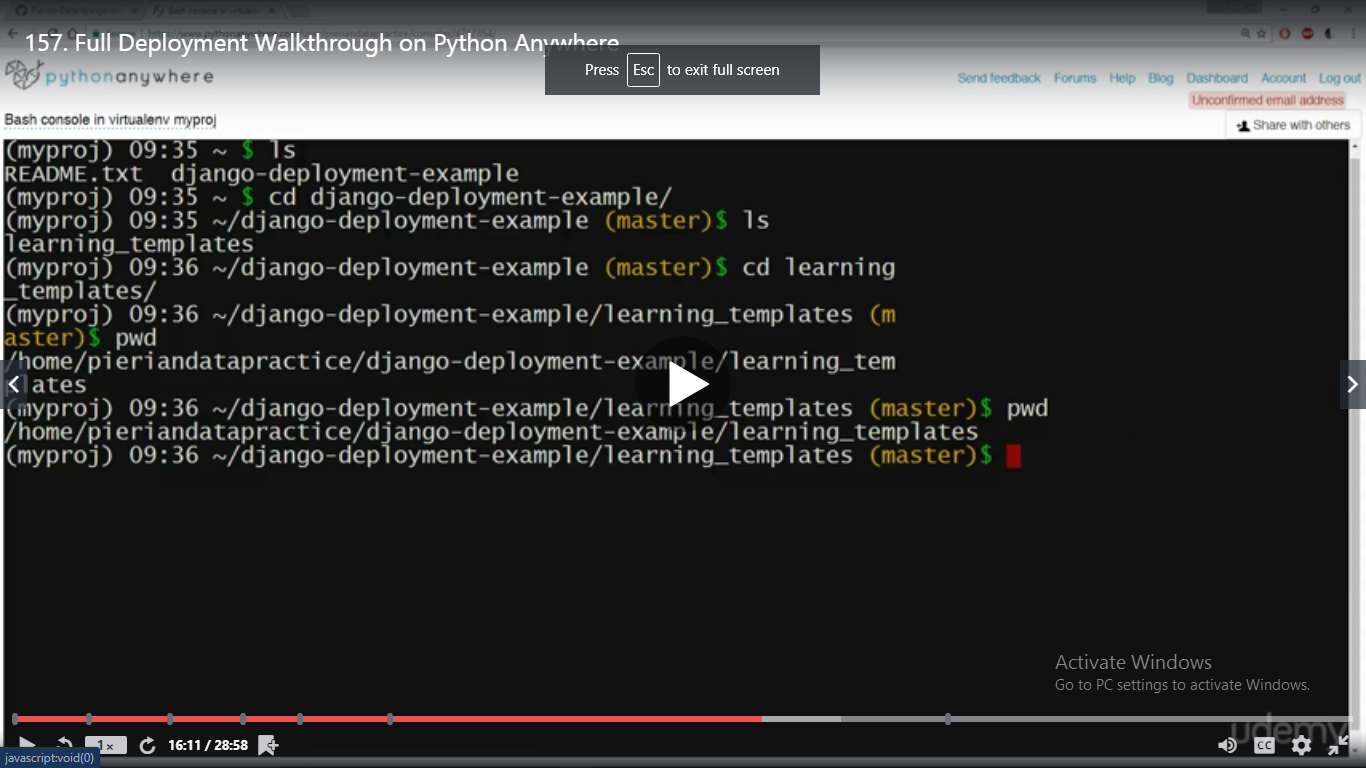 157. Full Deployment Walkthrough on Python Anywhere
Press Esc to exit full screen
pythonanywhere
Send feedback Forums Help Blog Dashboard Account Log out
Unconfirmed email address
Bash console in virtualenv myproj
Share with others
(myproj) 09:35 ~ $ ls
README.txt  django-deployment-example
(myproj) 09:35 ~ $ cd django-deployment-example/
(myproj) 09:35 ~/django-deployment-example (master)$ ls
learning_templates
(myproj) 09:36 ~/django-deployment-example (master)$ cd learning
_templates/
(myproj) 09:36 ~/django-deployment-example/learning_templates (m
aster)$ pwd
/home/pieriandatapractice/django-deployment-example/learning_tem
plates
(myproj) 09:36 ~/django-deployment-example/learning_templates (master)$ pwd
/home/pieriandatapractice/django-deployment-example/learning_templates
(myproj) 09:36 ~/django-deployment-example/learning_templates (master)$
Activate Windows
Go to PC settings to activate Windows.
udemy
1x
16:11 / 28:58
CC
javascript:void(0)